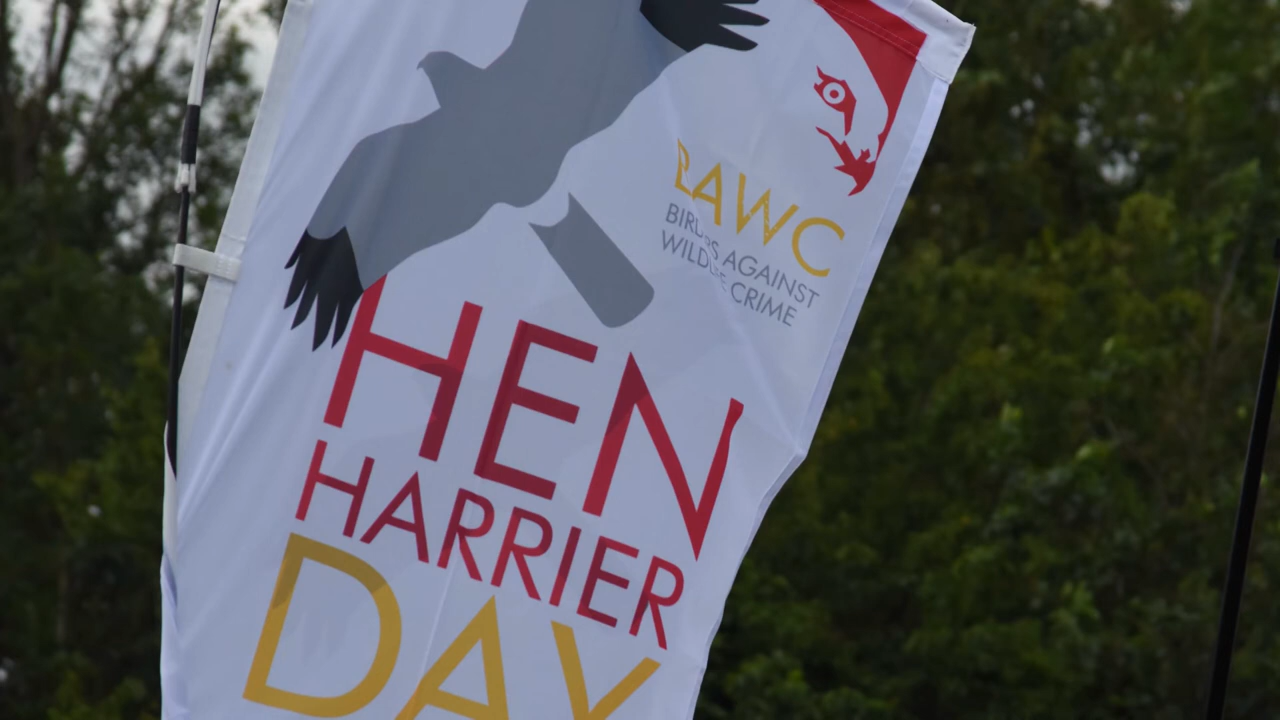 BAWC
BIRDERS AGAINST
WILDLIFE CRIME
HEN
HARRIER
DAY